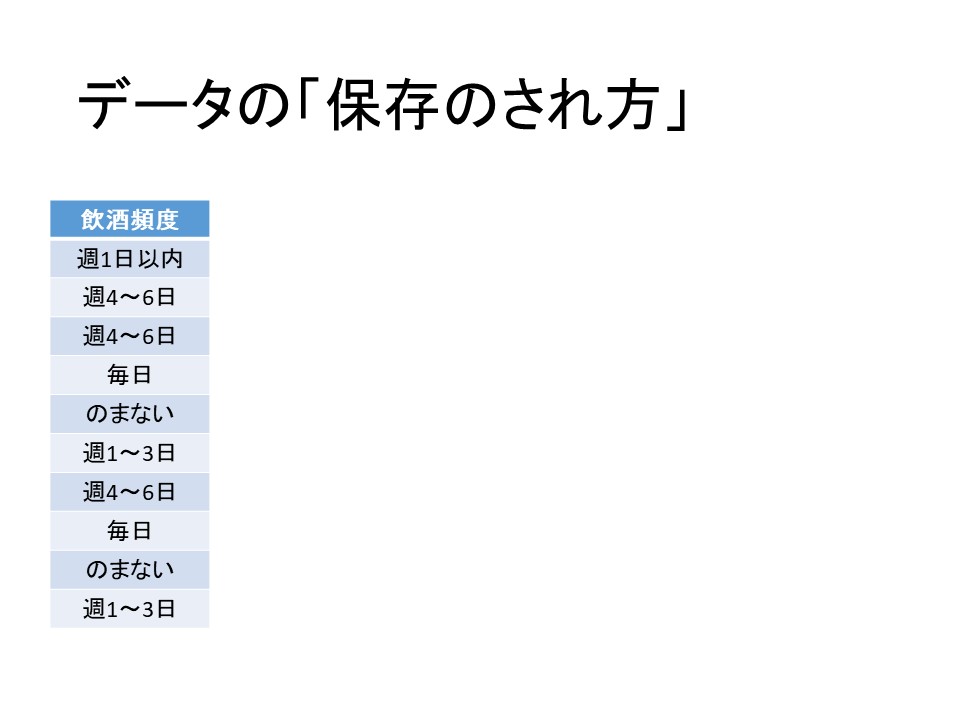 データの「保存のされ方」
飲酒頻度
週1日以内
週4～6日
週4～6日
毎日
のまない
週1～3日
週4～6日
毎日
のまない
週1～3日